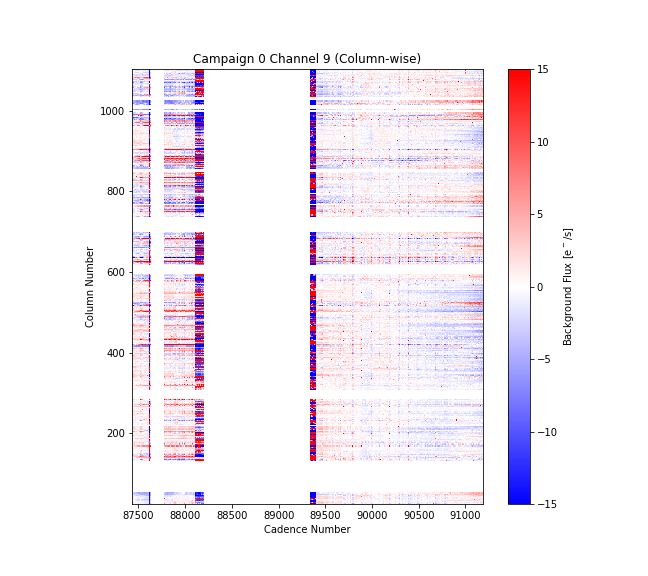 Campaign 0 Channel 9 (Column-wise)
Column Number
1000
800
600
400
200
87500 88000 88500 89000 89500 90000 90500 91000
Cadence Number
15
10
5
0
−5
−10
−15
Background Flux [e⁻/s]